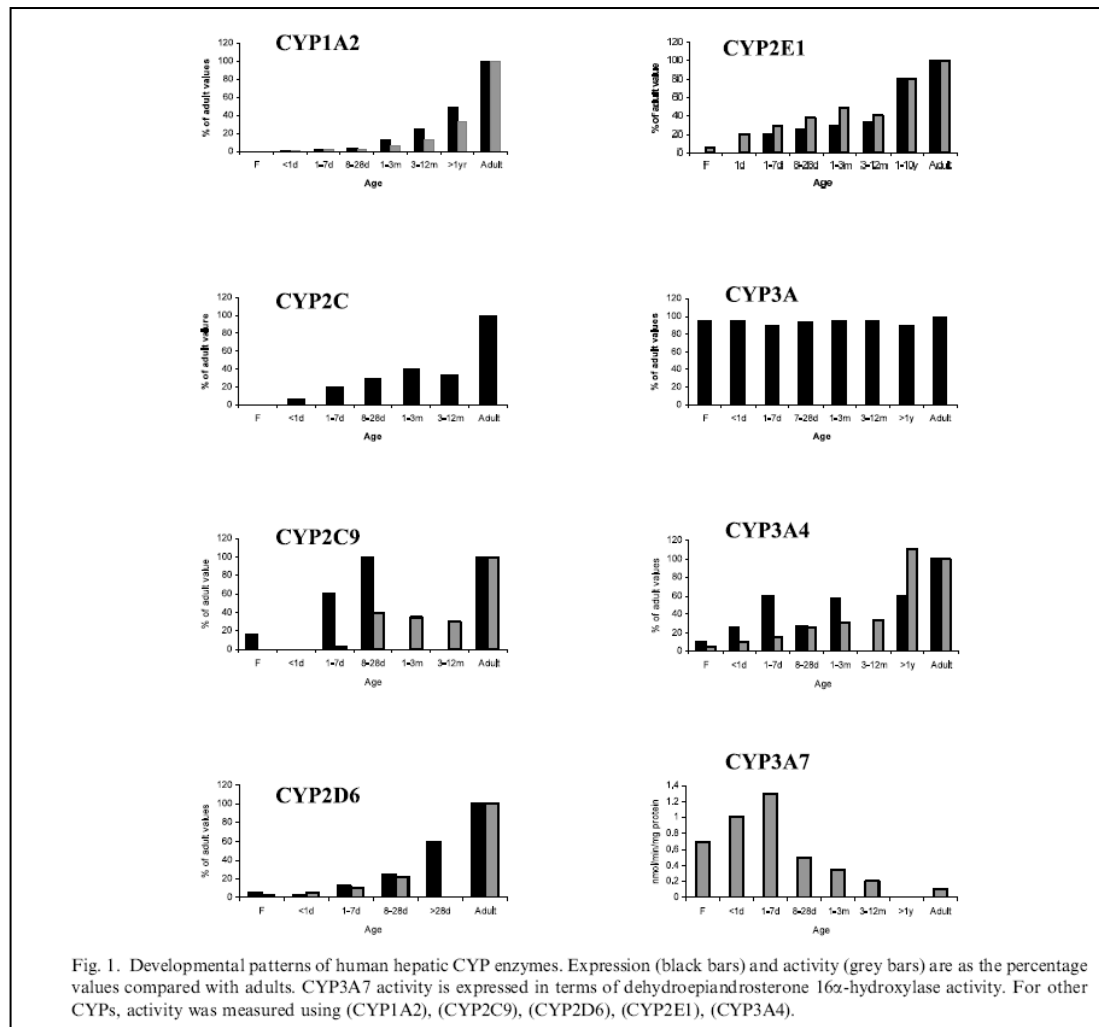 CYP1A2
120
100
80
60
40
20
0
% of adult values
F <1d 1-7d 8-28d 1-3m 3-12m >1yr Adult
Age
CYP2E1
120
100
80
60
40
20
0
% of adult value
F 1d 1-7d 8-28d 1-3m 3-12m 1-10y Adult
Age
CYP2C
120
100
80
60
40
20
0
% of adult value
F <1d 1-7d 8-28d 1-3m 3-12m Adult
Age
CYP3A
120
100
80
60
40
20
0
% of adult values
F <1d 1-7d 7-28d 1-3m 3-12m >1y Adult
Age
CYP2C9
120
100
80
60
40
20
0
% of adult value
F <1d 1-7d 8-28d 1-3m 3-12m Adult
Age
CYP3A4
120
100
80
60
40
20
0
% of adult values
F <1d 1-7d 8-28d 1-3m 3-12m >1y Adult
Age
CYP2D6
120
100
80
60
40
20
0
% of adult values
F <1d 1-7d 8-28d >28d Adult
Age
CYP3A7
1,4
1,2
1
0,8
0,6
0,4
0,2
0
nmol/min/mg protein
F <1d 1-7d 8-28d 1-3m 3-12m >1y Adult
Age
Fig. 1. Developmental patterns of human hepatic CYP enzymes. Expression (black bars) and activity (grey bars) are as the percentage
values compared with adults. CYP3A7 activity is expressed in terms of dehydroepiandrosterone 16α-hydroxylase activity. For other
CYPs, activity was measured using (CYP1A2), (CYP2C9), (CYP2D6), (CYP2E1), (CYP3A4).